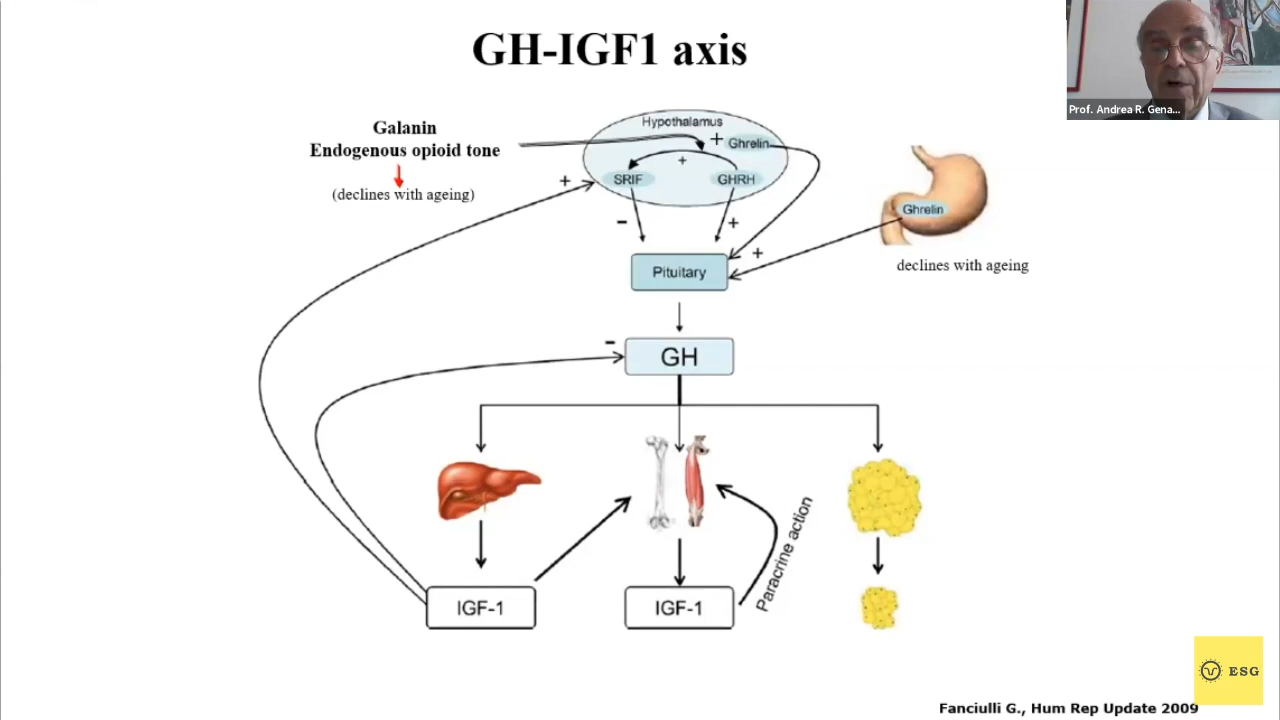 GH-IGF1 axis
Prof. Andrea R. Gena...
Galanin
Endogenous opioid tone
(declines with ageing)
Hypothalamus
+
Ghrelin
+
SRIF
GHRH
+
-
+
Ghrelin
+
declines with ageing
Pituitary
-
GH
Paracrine action
IGF-1
IGF-1
ESG
Fanciulli G., Hum Rep Update 2009